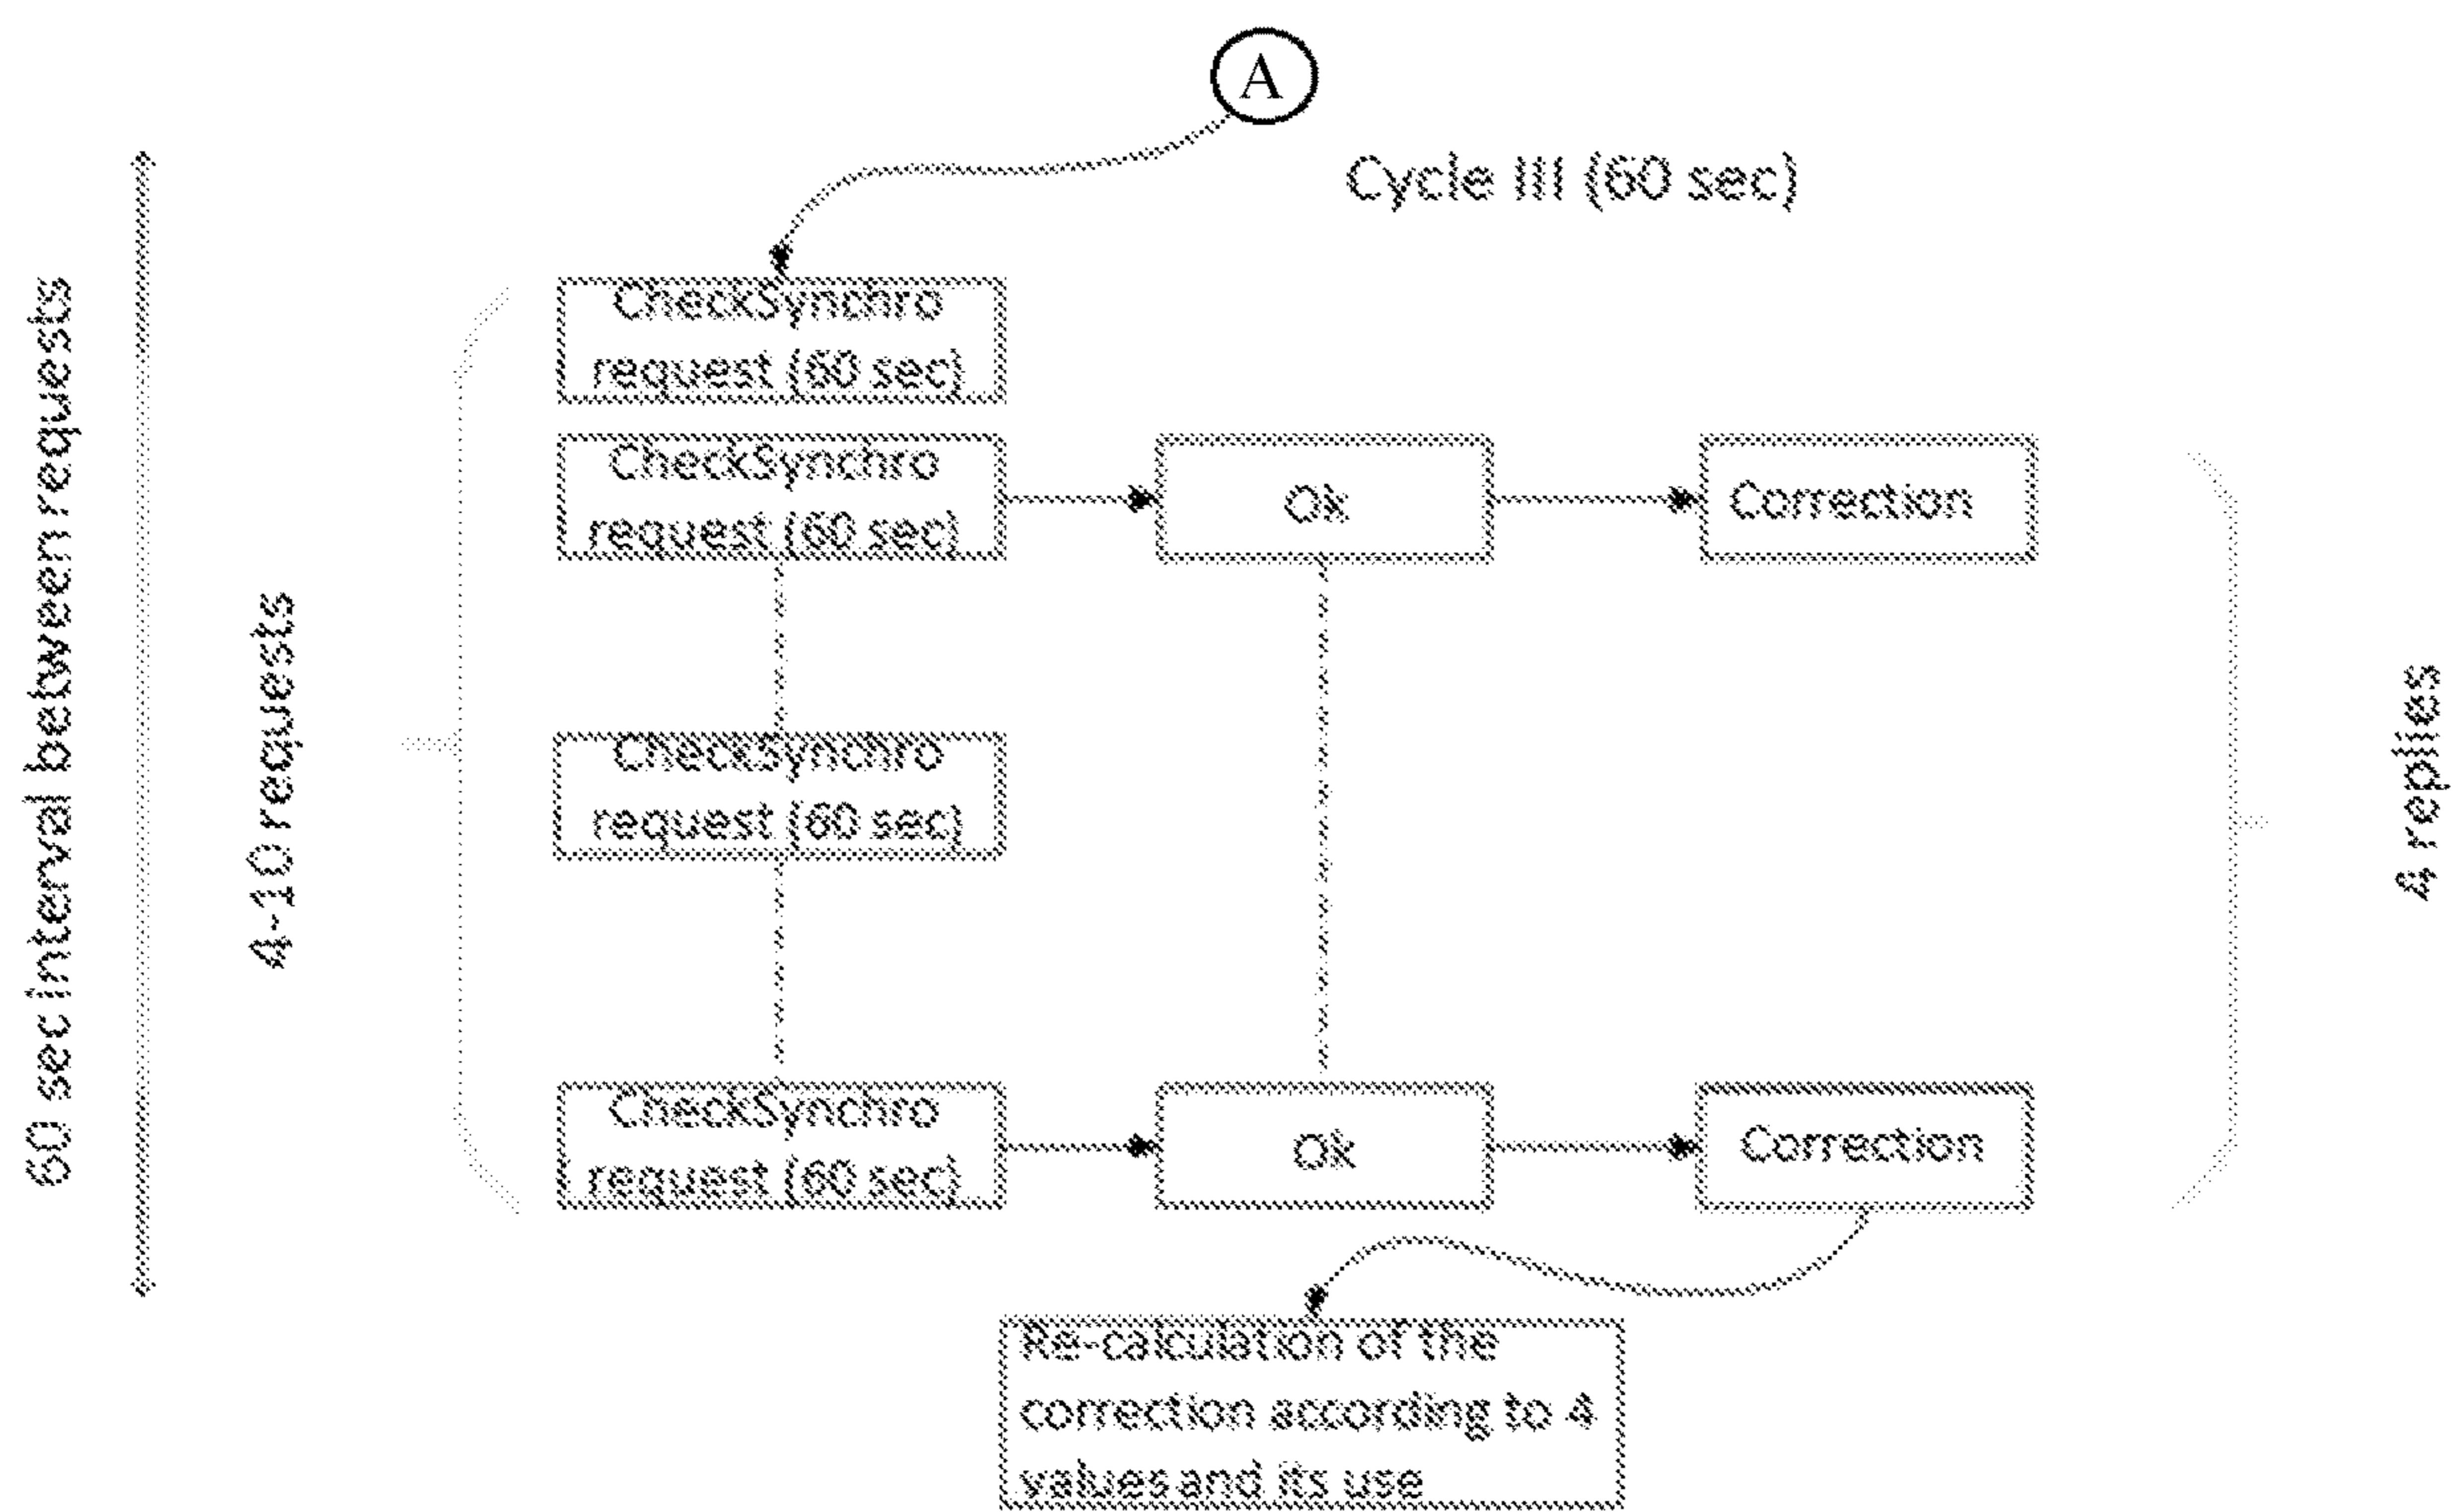 A
Cycle III (60 sec)
60 sec interval between requests
4-10 requests
CheckSynchro
request (60 sec)
CheckSynchro
request (60 sec)
Ok
Correction
CheckSynchro
request (60 sec)
CheckSynchro
request (60 sec)
Ok
Correction
4 replies
Re-calculation of the
correction according to 4
values and its use